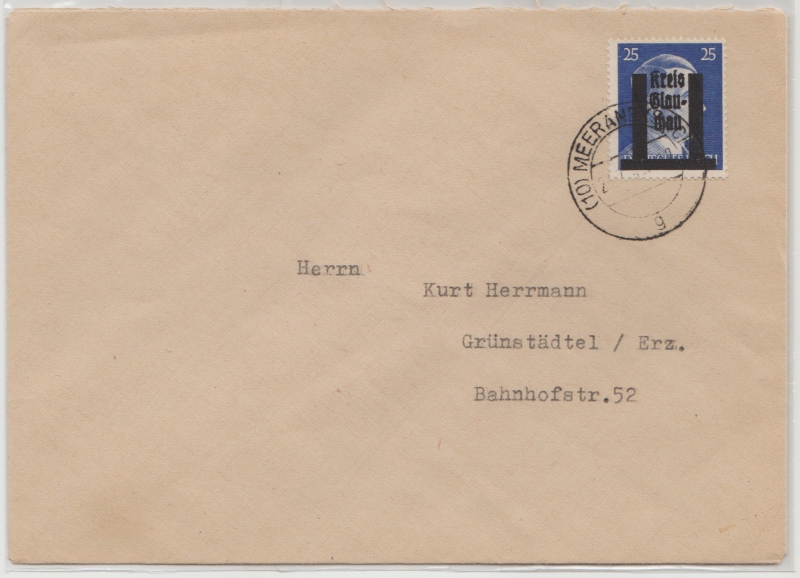 25 25
Kreis
Glau-
chau
(10) MEERANE
g
Herrn
Kurt Herrmann
Grünstädtel / Erz.
Bahnhofstr.52